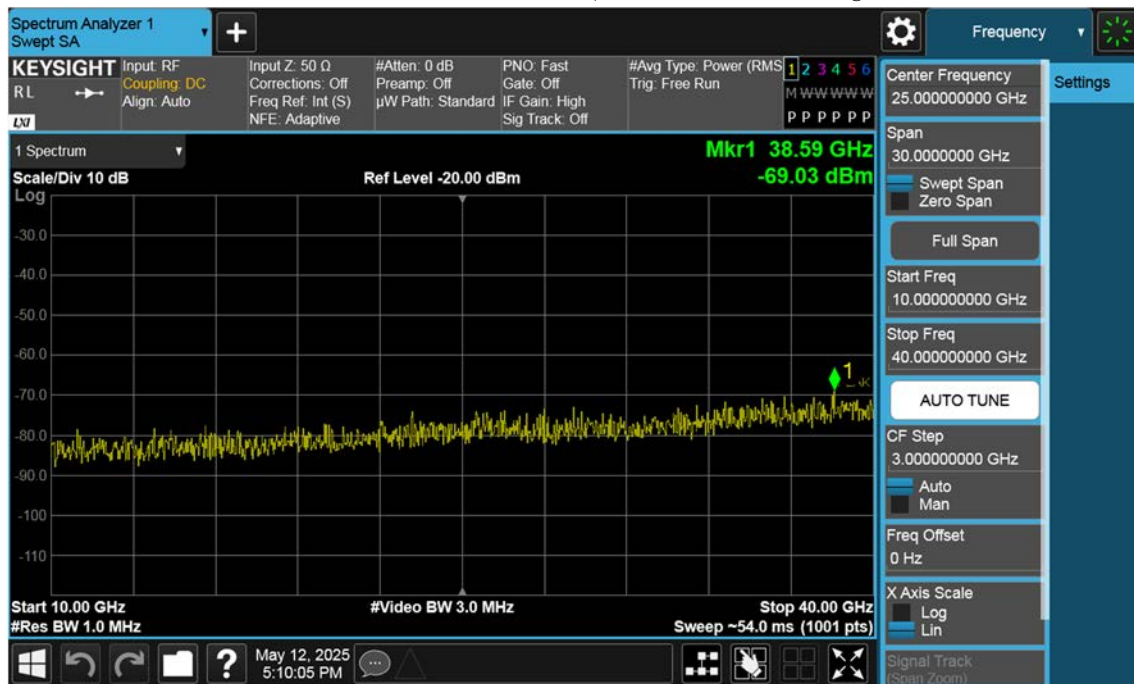 Spectrum Analyzer 1
Swept SA
Frequency
KEYSIGHT
RL
LXI
Input: RF
Coupling: DC
Align: Auto
Input Z: 50 Ω
Corrections: Off
Freq Ref: Int (S)
NFE: Adaptive
#Atten: 0 dB
Preamp: Off
µW Path: Standard
PNO: Fast
Gate: Off
IF Gain: High
Sig Track: Off
#Avg Type: Power (RMS
Trig: Free Run
1 2 3 4 5 6
M W W W W W
P P P P P P
1 Spectrum
Scale/Div 10 dB
Ref Level -20.00 dBm
Mkr1 38.59 GHz
-69.03 dBm
Log
-30.0
-40.0
-50.0
-60.0
-70.0
-80.0
-90.0
-100
-110
1
Start 10.00 GHz
#Video BW 3.0 MHz
Stop 40.00 GHz
#Res BW 1.0 MHz
Sweep ~54.0 ms (1001 pts)
?
May 12, 2025
5:10:05 PM
Center Frequency
25.000000000 GHz
Span
30.0000000 GHz
Swept Span
Zero Span
Full Span
Start Freq
10.000000000 GHz
Stop Freq
40.000000000 GHz
AUTO TUNE
CF Step
3.000000000 GHz
Auto
Man
Freq Offset
0 Hz
X Axis Scale
Log
Lin
Signal Track
(Span Zoom)
Settings